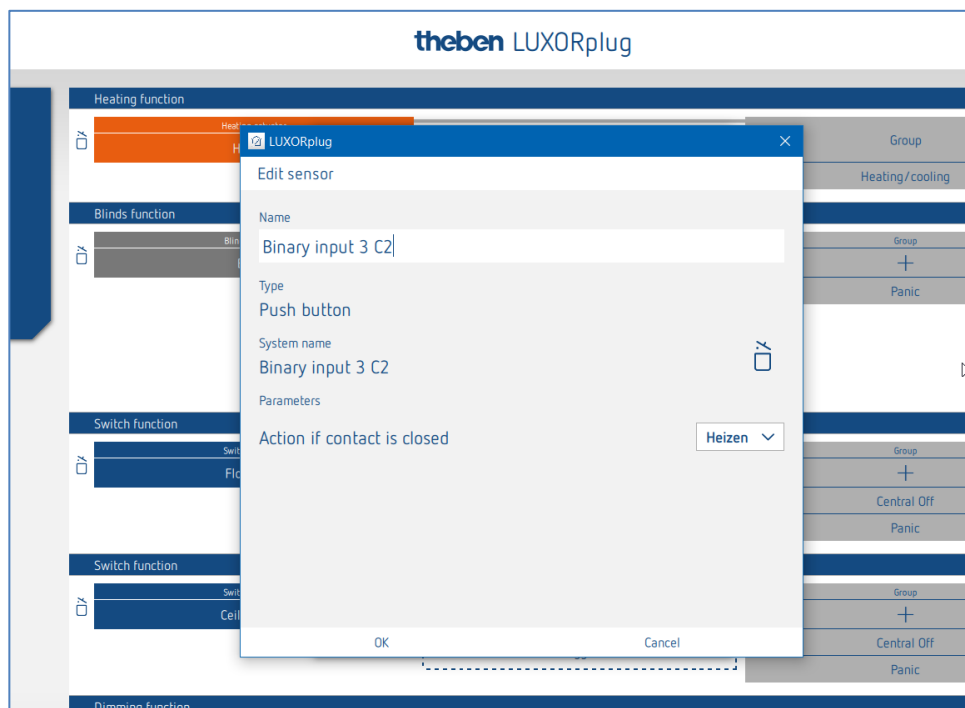 theben LUXORplug
Heating function
Group
Heating/cooling
LUXORplug
Edit sensor
Name
Binary input 3 C2
Type
Push button
System name
Binary input 3 C2
Parameters
Action if contact is closed
Heizen
OK
Cancel
Blinds function
Group
+
Panic
Switch function
Group
+
Central Off
Panic
Switch function
Group
+
Central Off
Panic
Dimming function